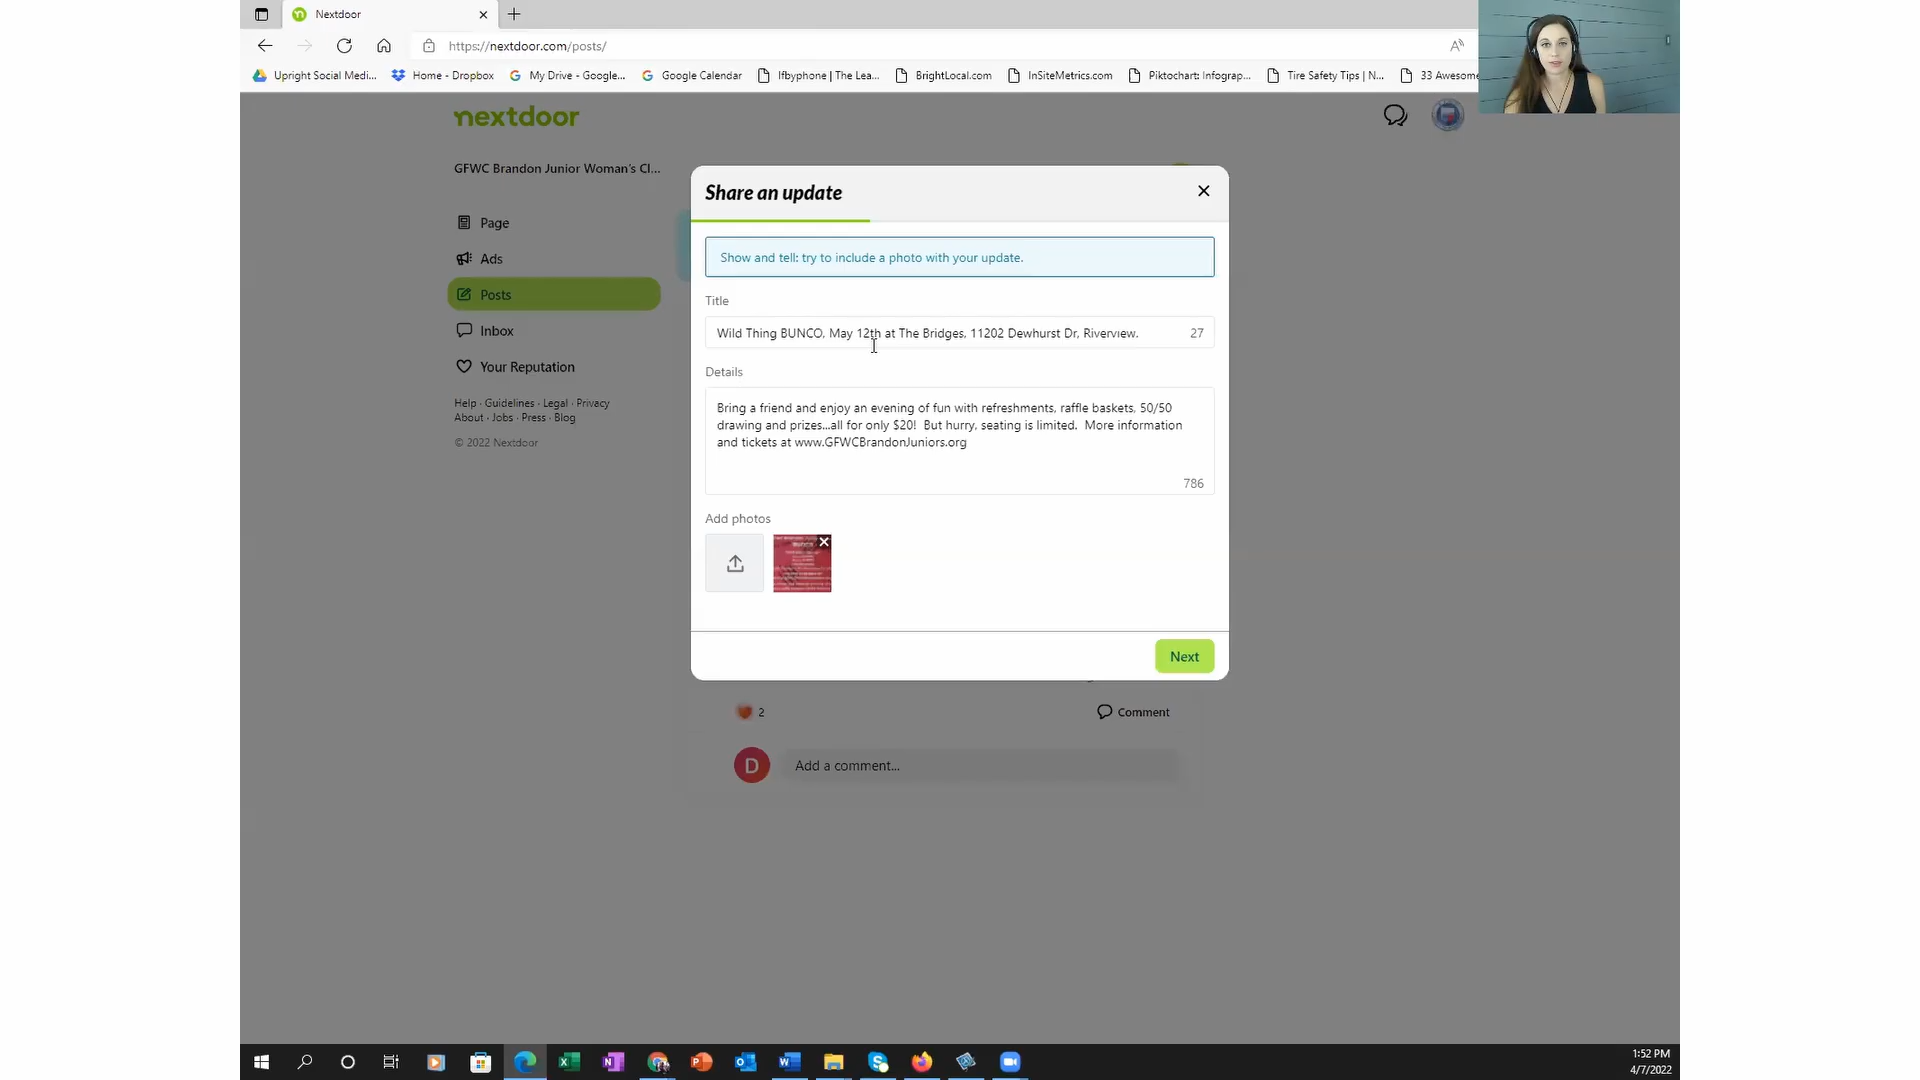 Nextdoor
https://nextdoor.com/posts/
Upright Social Medi...
Home - Dropbox
My Drive - Google...
Google Calendar
Ifbyphone | The Lea...
BrightLocal.com
InSiteMetrics.com
Piktochart: Infograp...
Tire Safety Tips | N...
33 Awesome
nextdoor
GFWC Brandon Junior Woman's Cl...
Page
Ads
Posts
Inbox
Your Reputation
Help · Guidelines · Legal · Privacy
About · Jobs · Press · Blog
© 2022 Nextdoor
Share an update
Show and tell: try to include a photo with your update.
Title
Wild Thing BUNCO, May 12th at The Bridges, 11202 Dewhurst Dr, Riverview.
27
Details
Bring a friend and enjoy an evening of fun with refreshments, raffle baskets, 50/50
drawing and prizes...all for only $20!  But hurry, seating is limited.  More information
and tickets at www.GFWCBrandonJuniors.org
786
Add photos
BUNCO
Next
2
Comment
D
Add a comment...
1:52 PM
4/7/2022